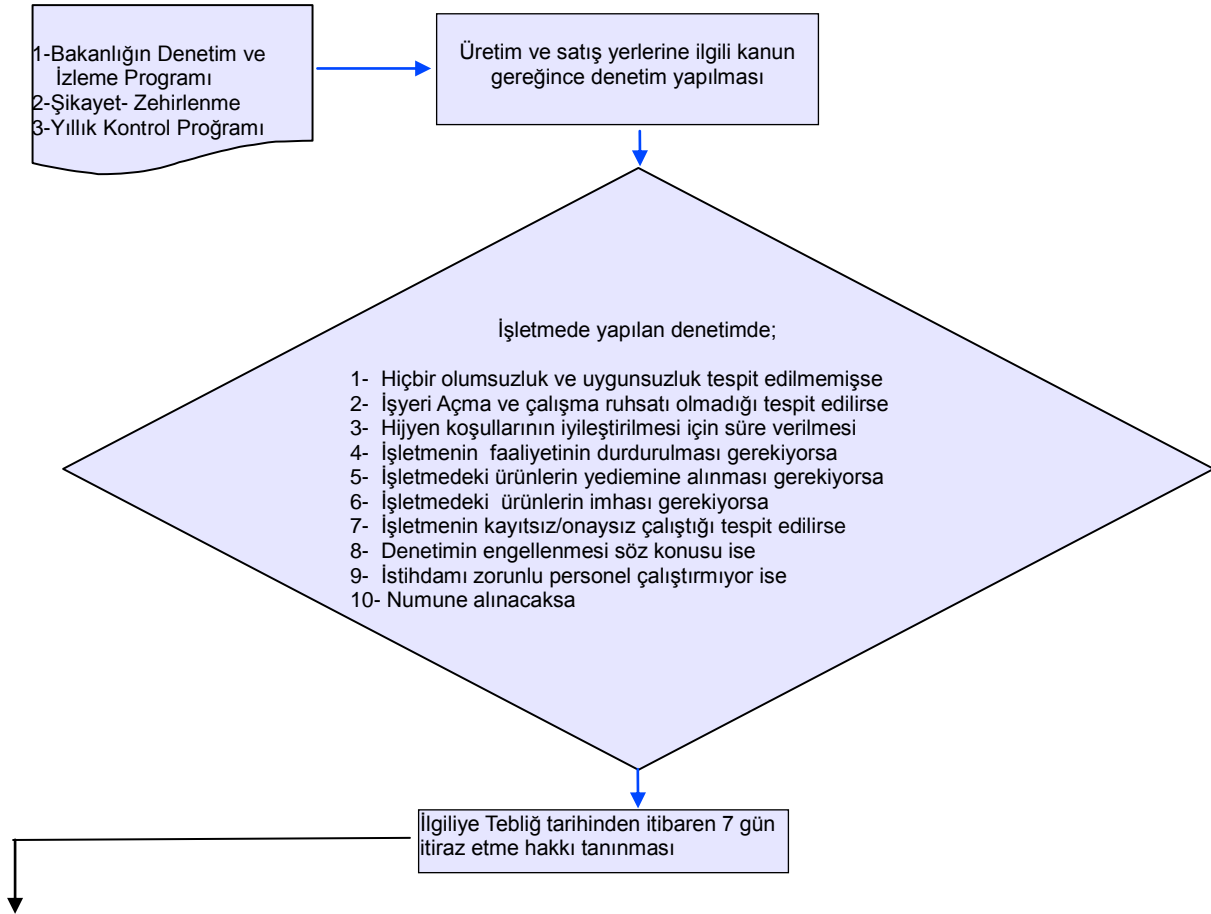 1-Bakanlığın Denetim ve
İzleme Programı
2-Şikayet- Zehirlenme
3-Yıllık Kontrol Proğramı
Üretim ve satış yerlerine ilgili kanun
gereğince denetim yapılması
İşletmede yapılan denetimde;
1- Hiçbir olumsuzluk ve uygunsuzluk tespit edilmemişse
2- İşyeri Açma ve çalışma ruhsatı olmadığı tespit edilirse
3- Hijyen koşullarının iyileştirilmesi için süre verilmesi
4- İşletmenin faaliyetinin durdurulması gerekiyorsa
5- İşletmedeki ürünlerin yediemine alınması gerekiyorsa
6- İşletmedeki ürünlerin imhası gerekiyorsa
7- İşletmenin kayıtsız/onaysız çalıştığı tespit edilirse
8- Denetimin engellenmesi söz konusu ise
9- İstihdamı zorunlu personel çalıştırmıyor ise
10- Numune alınacaksa
İlgiliye Tebliğ tarihinden itibaren 7 gün
itiraz etme hakkı tanınması